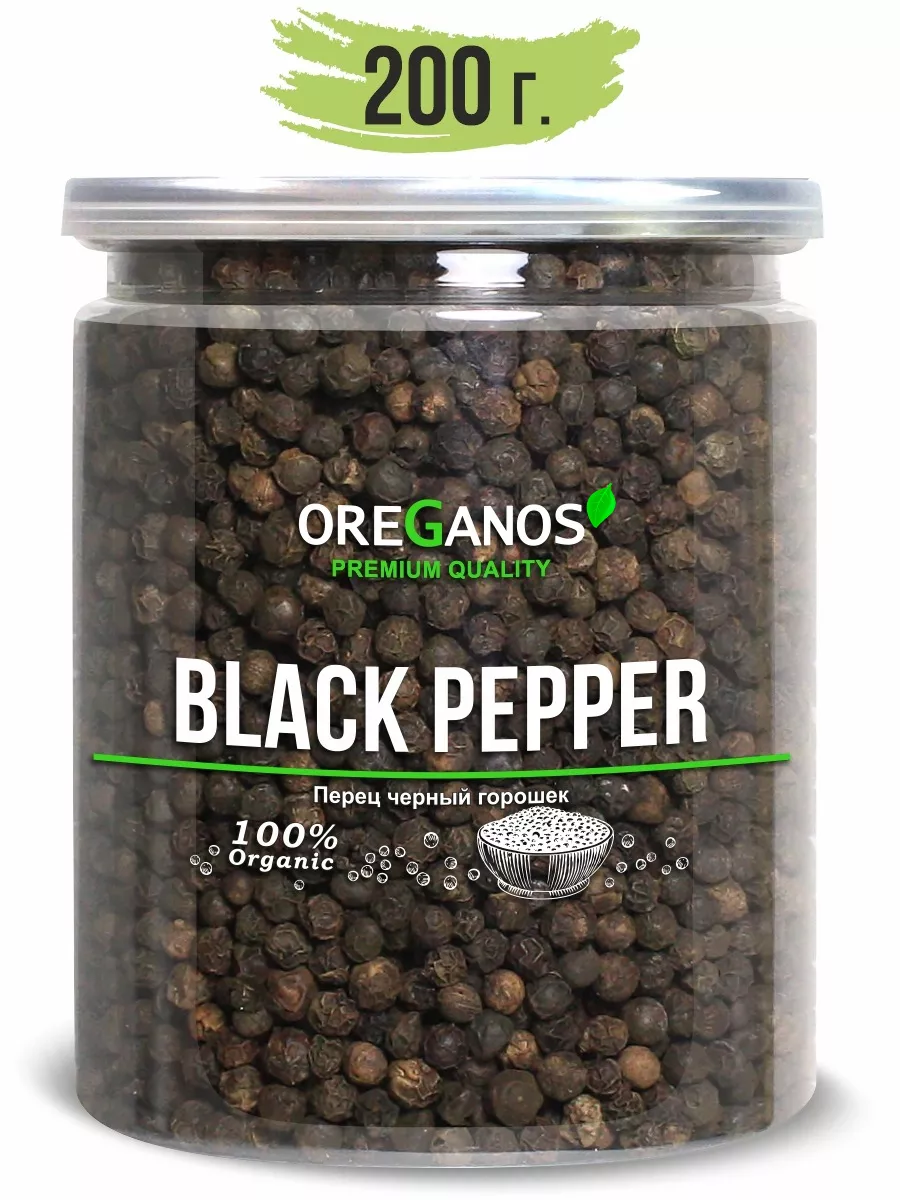 200 г.
OREGANOS
PREMIUM QUALITY
BLACK PEPPER
Перец черный горошек
100%
Organic